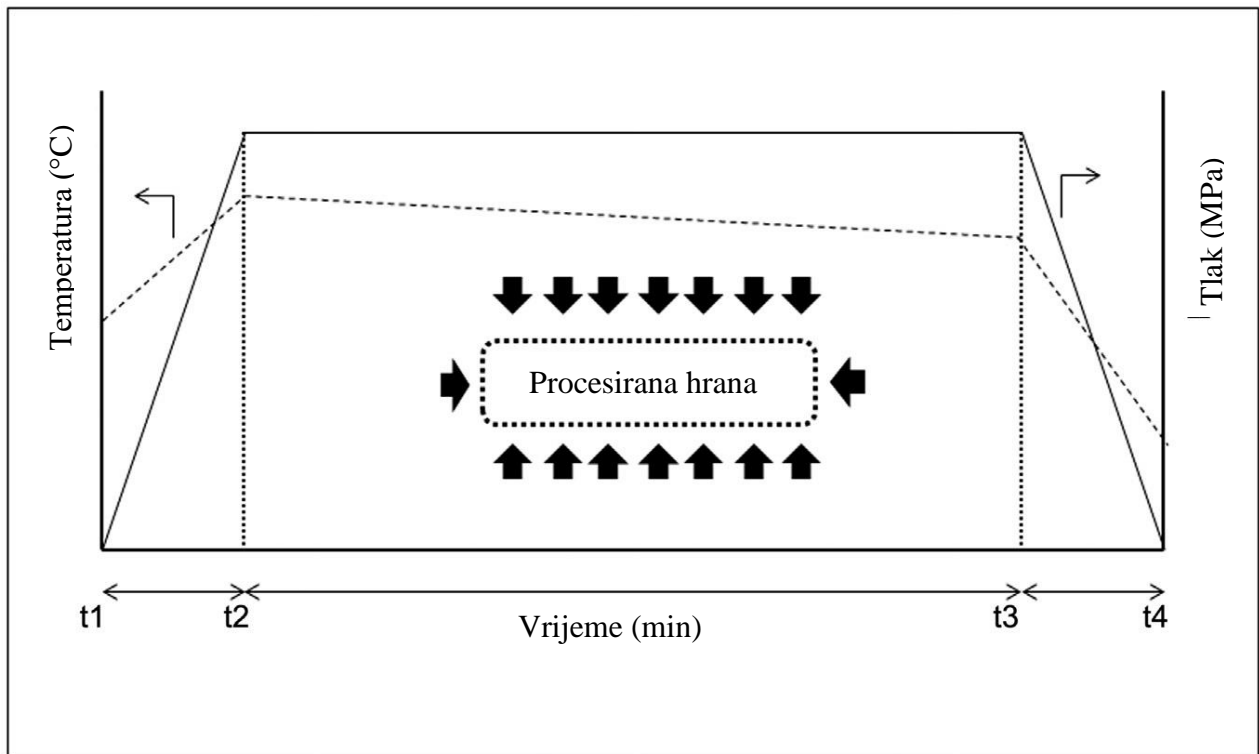 Temperatura (°C)
Tlak (MPa)
Procesirana hrana
t1
t2
Vrijeme (min)
t3
t4